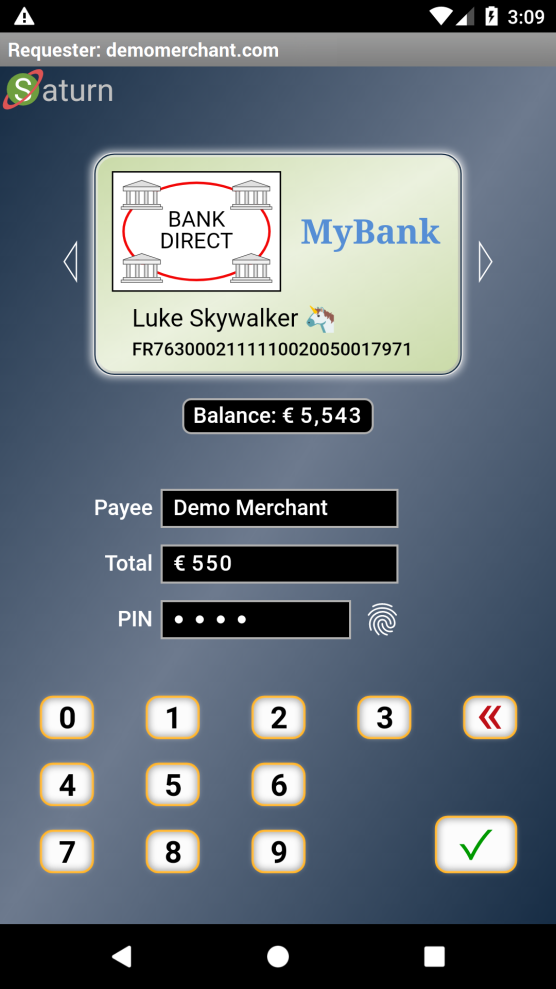 3:09
Requester: demomerchant.com
Saturn
BANK
DIRECT
MyBank
Luke Skywalker 🦄
FR7630002111110020050017971
Balance: € 5,543
Payee Demo Merchant
Total € 550
PIN • • • •
0 1 2 3 «
4 5 6
7 8 9 ✓